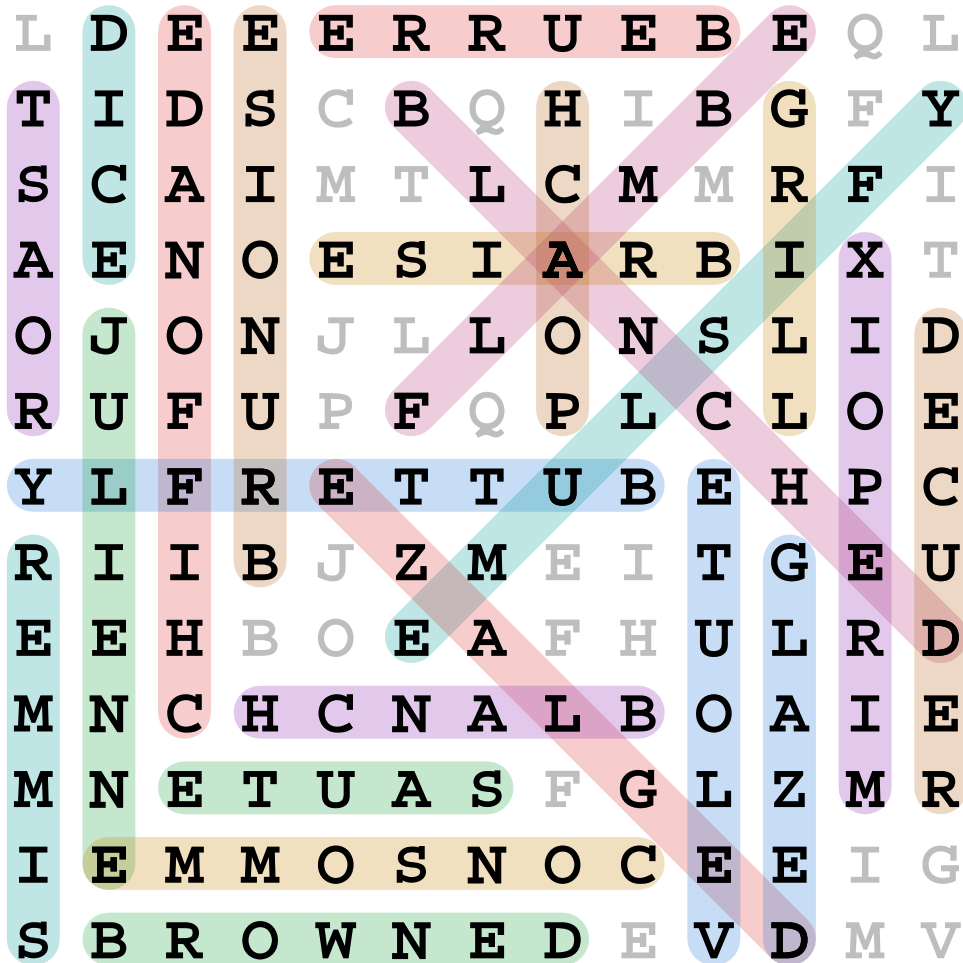 L D E E E R R U E B E Q L
T I D S C B Q H I B G F Y
S C A I M T L C M M R F I
A E N O E S I A R B I X T
O J O N J L L O N S L I D
R U F U P F Q P L C L O E
Y L F R E T T U B E H P C
R I I B J Z M E I T G E U
E E H B O E A F H U L R D
M N C H C N A L B O A I E
M N E T U A S F G L Z M R
I E M M O S N O C E E I G
S B R O W N E D E V D M V